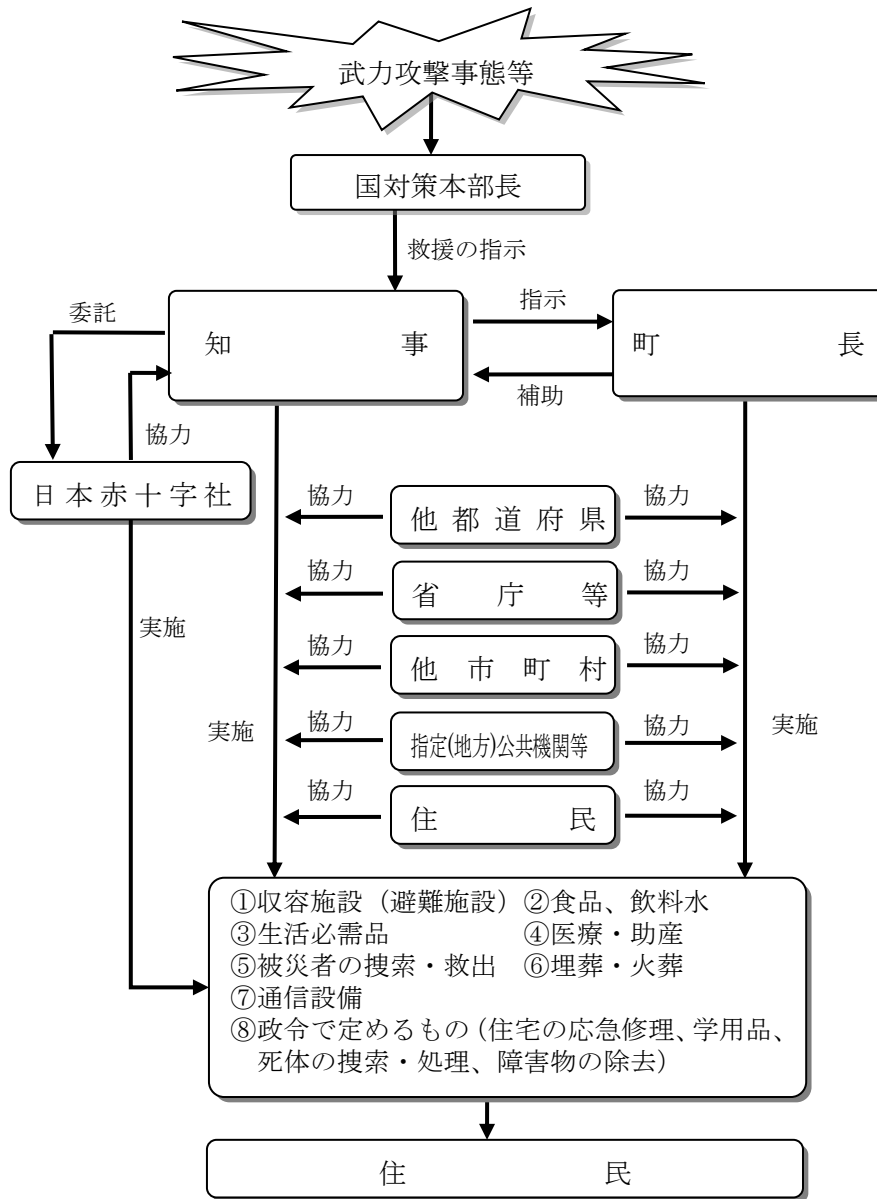 武力攻撃事態等
国対策本部長
救援の指示
委託
知 事
指示
町 長
補助
協力
日本赤十字社
協力 他都道府県 協力
協力 省庁等 協力
実施
協力 他市町村 協力
実施
協力 指定(地方)公共機関等 協力
実施
協力 住民 協力
①収容施設(避難施設) ②食品、飲料水
③生活必需品 ④医療・助産
⑤被災者の捜索・救出 ⑥埋葬・火葬
⑦通信設備
⑧政令で定めるもの(住宅の応急修理、学用品、
死体の捜索・処理、障害物の除去)
住 民